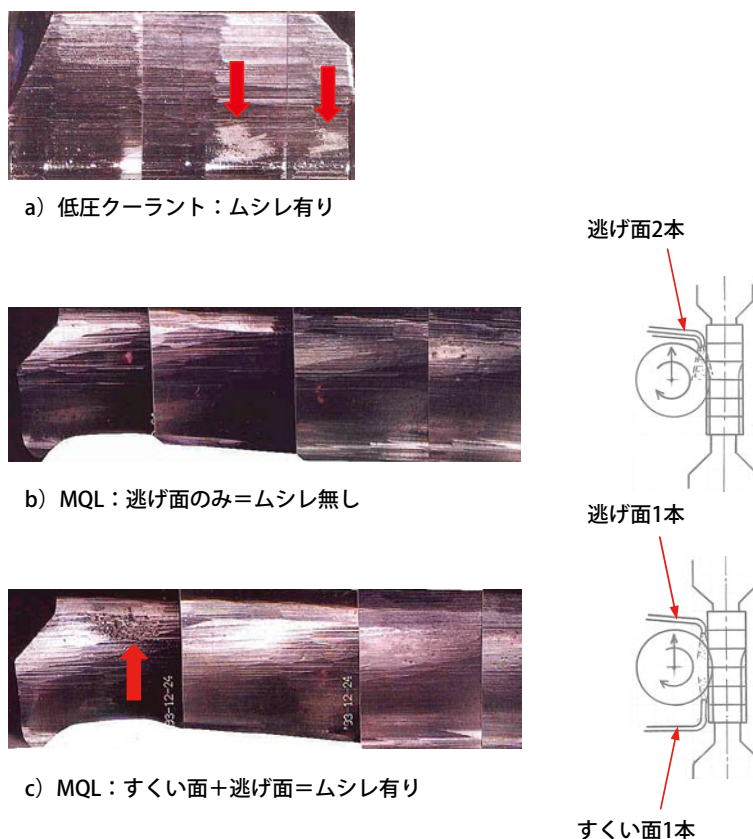 a）低圧クーラント：ムシレ有り
逃げ面2本
b）MQL：逃げ面のみ＝ムシレ無し
逃げ面1本
'93-12-24
'93-12-24
c）MQL：すくい面＋逃げ面＝ムシレ有り
すくい面1本